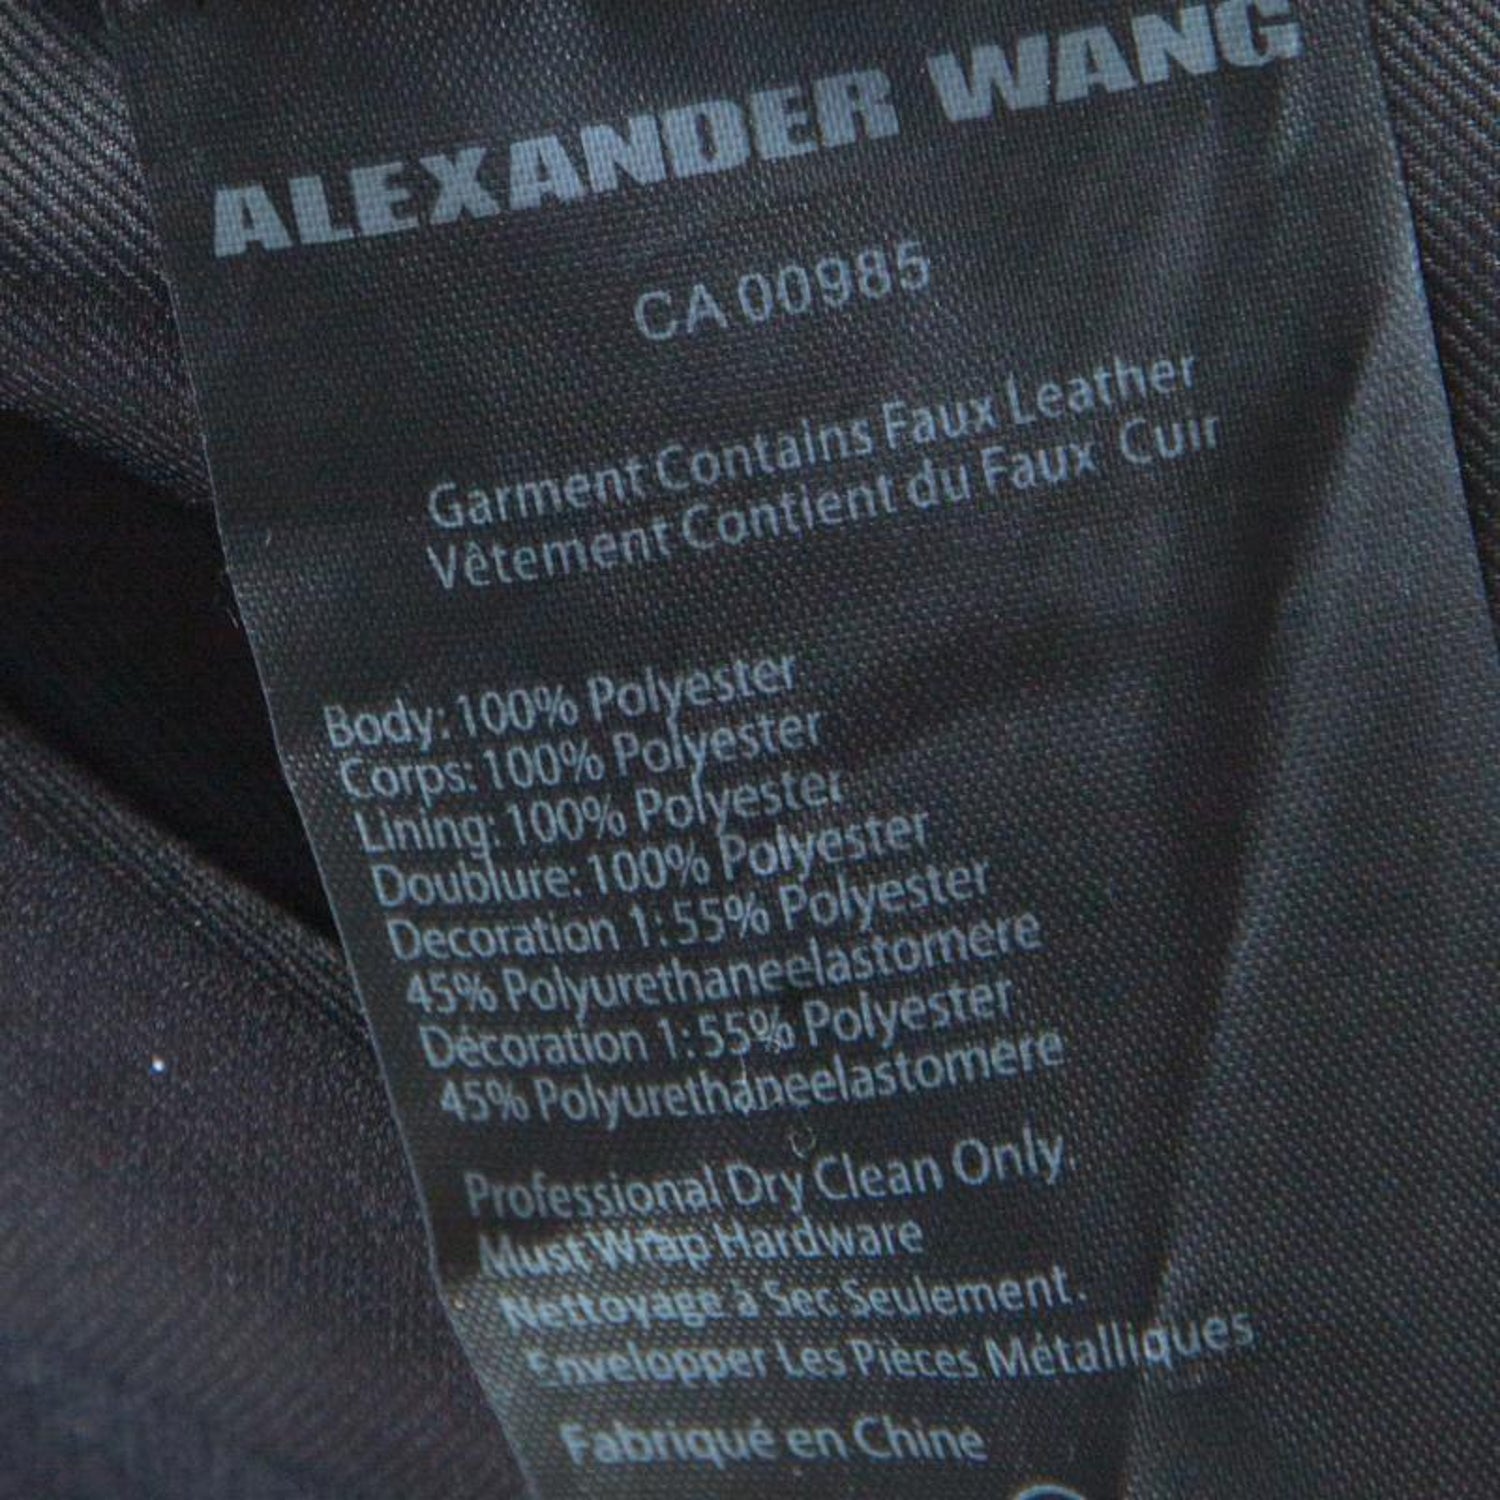 ALEXANDER WANG
CA 00985
Garment Contains Faux Leather
Vêtement Contient du Faux Cuir
Body: 100% Polyester
Corps: 100% Polyester
Lining: 100% Polyester
Doublure: 100% Polyester
Decoration 1: 55% Polyester
45% Polyurethaneelastomere
Décoration 1: 55% Polyester
45% Polyurethaneelastomere
Professional Dry Clean Only.
Must Wrap Hardware
Nettoyage à Sec Seulement.
Envelopper Les Pièces Métalliques
Fabriqué en Chine